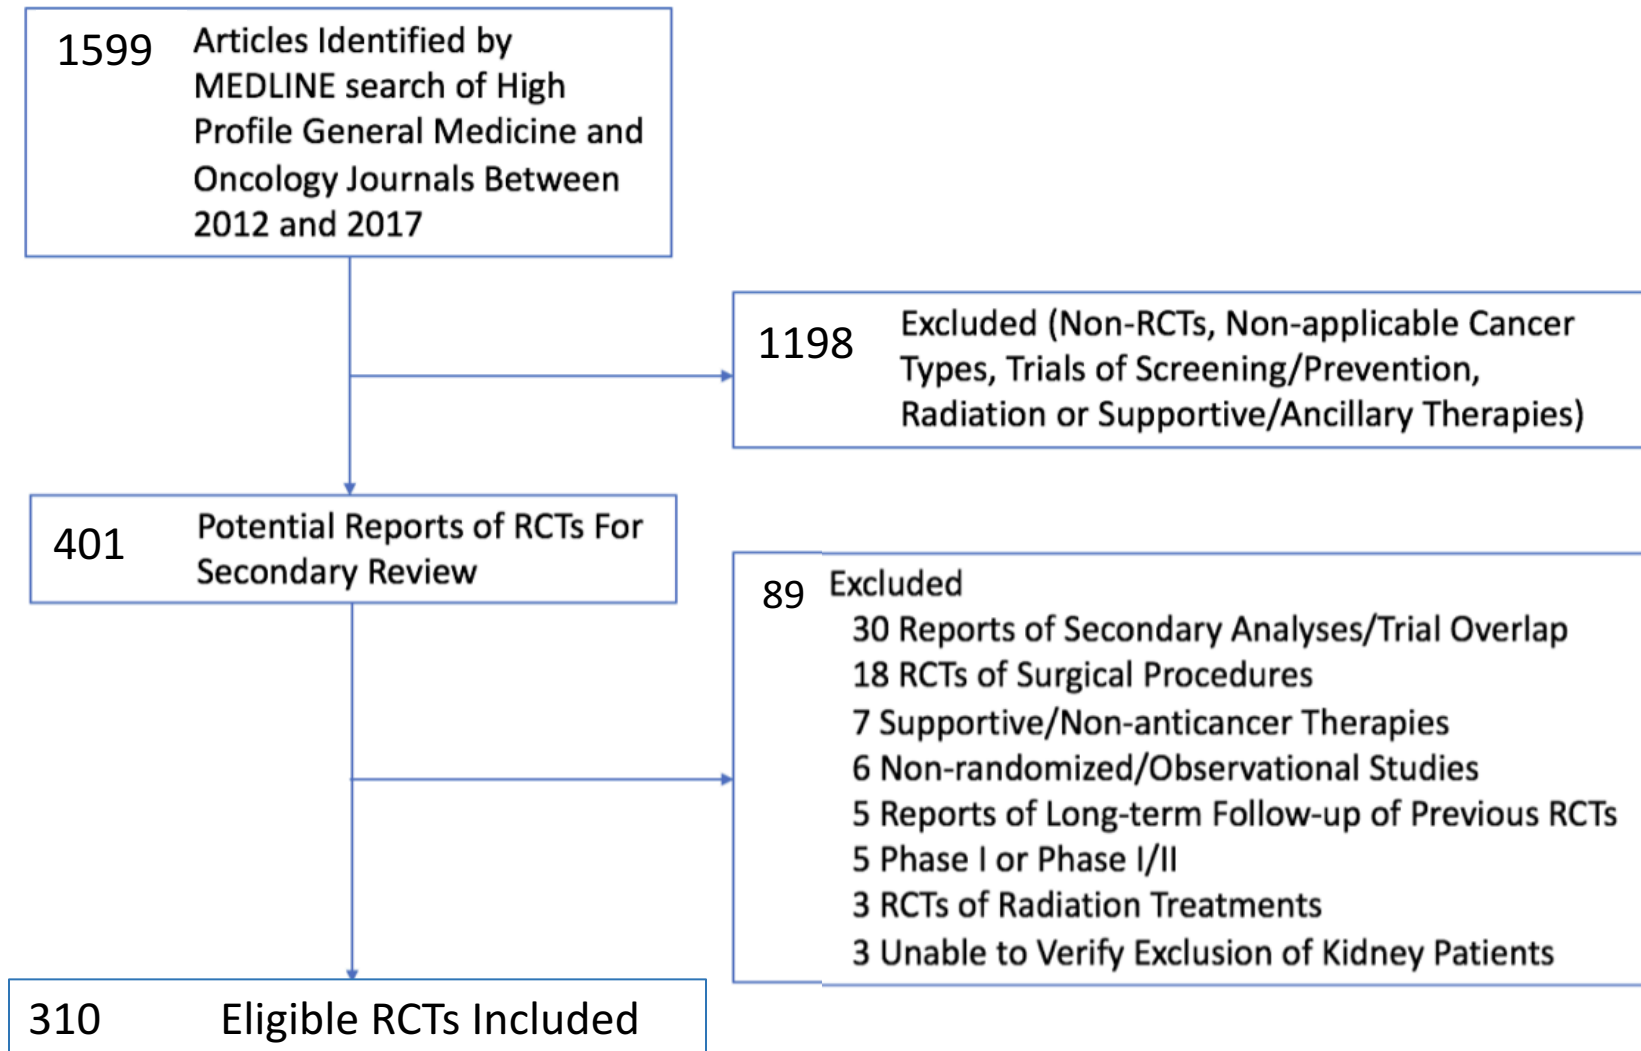 1599 Articles Identified by
MEDLINE search of High
Profile General Medicine and
Oncology Journals Between
2012 and 2017
1198 Excluded (Non-RCTs, Non-applicable Cancer
Types, Trials of Screening/Prevention,
Radiation or Supportive/Ancillary Therapies)
401 Potential Reports of RCTs For
Secondary Review
89 Excluded
30 Reports of Secondary Analyses/Trial Overlap
18 RCTs of Surgical Procedures
7 Supportive/Non-anticancer Therapies
6 Non-randomized/Observational Studies
5 Reports of Long-term Follow-up of Previous RCTs
5 Phase I or Phase I/II
3 RCTs of Radiation Treatments
3 Unable to Verify Exclusion of Kidney Patients
310 Eligible RCTs Included